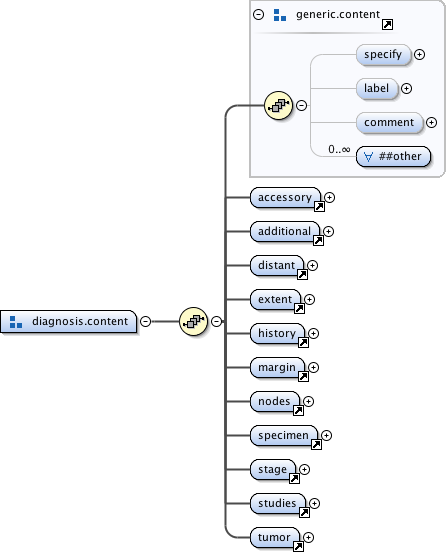 generic.content
specify
label
comment
0..∞
∀ ##other
accessory
additional
distant
extent
diagnosis.content
history
margin
nodes
specimen
stage
studies
tumor